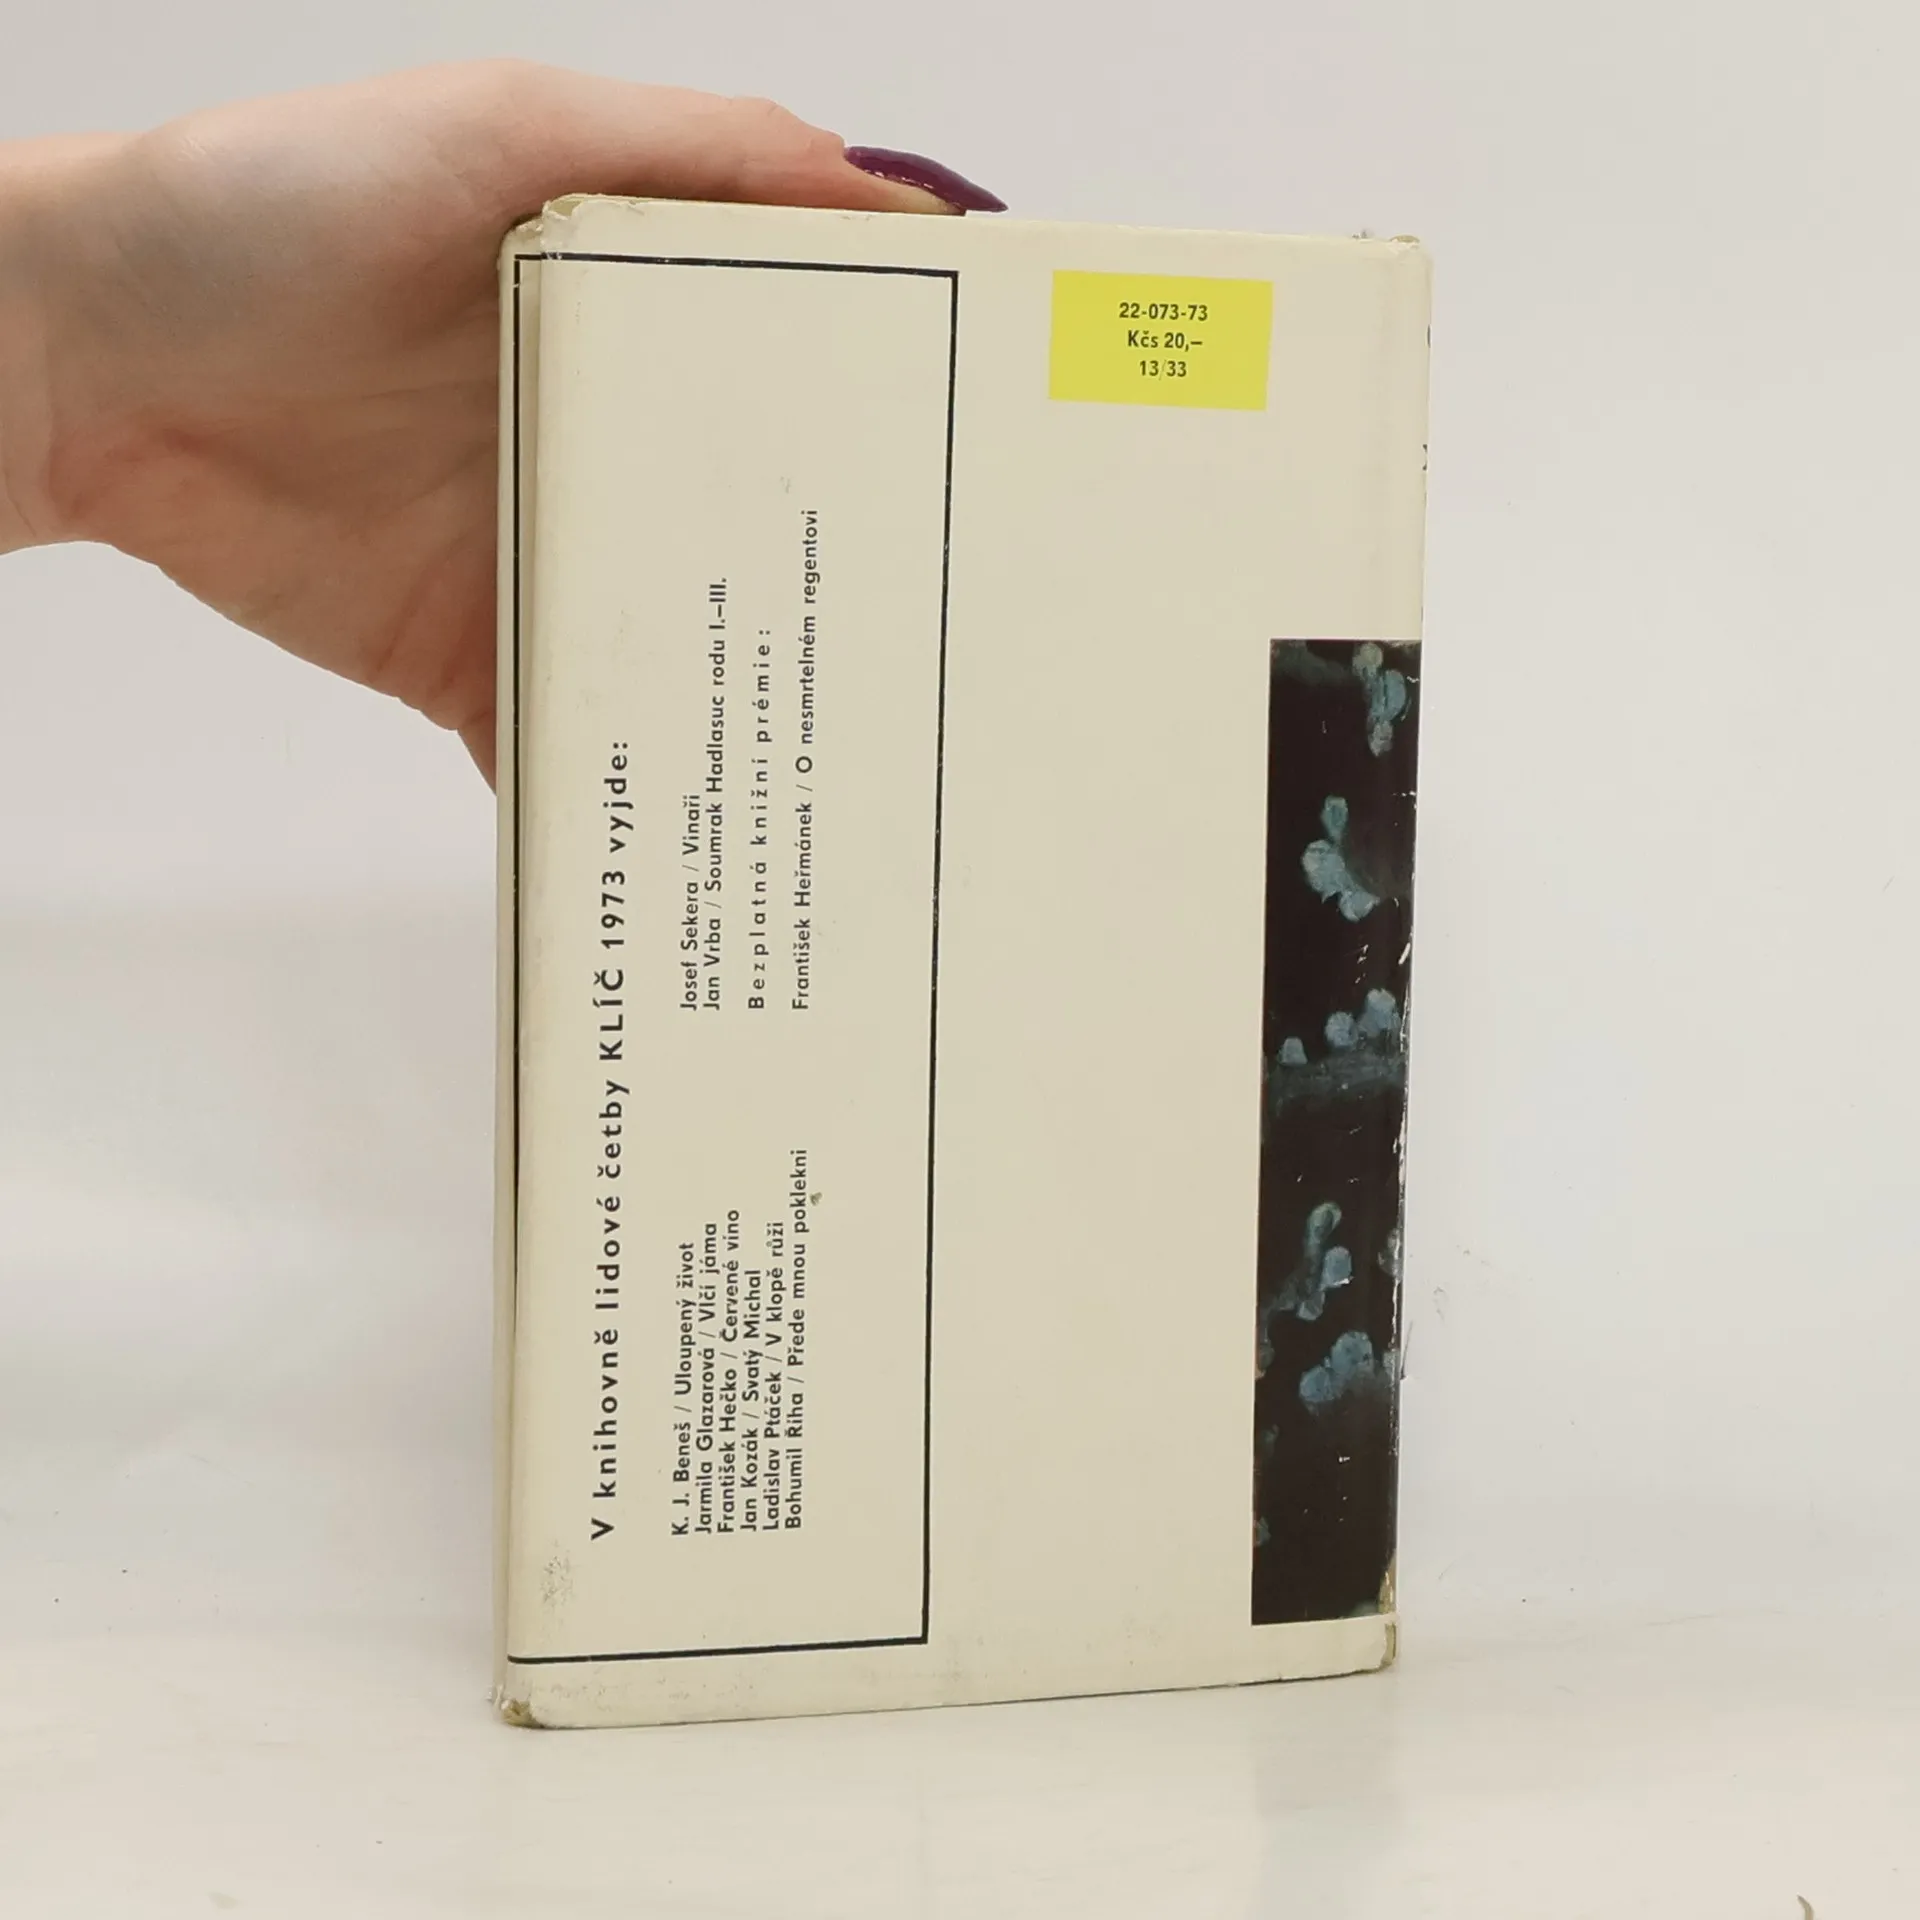 22-073-73
Kčs 20,–
13/33
V knihovně lidové četby KLÍČ 1973 vyjde:
K. J. Beneš / Uloupený život
Jarmila Glazarová / Vlčí jáma
František Hečko / Červené víno
Jan Kozák / Svatý Michal
Ladislav Ptáček / V klopě růži
Bohumil Říha / Přede mnou poklekni
Josef Sekera / Vinaři
Jan Vrba / Soumrak Hadlasuc rodu I.–III.
Bezplatná knižní prémie:
František Heřmánek / O nesmrtelném regentovi